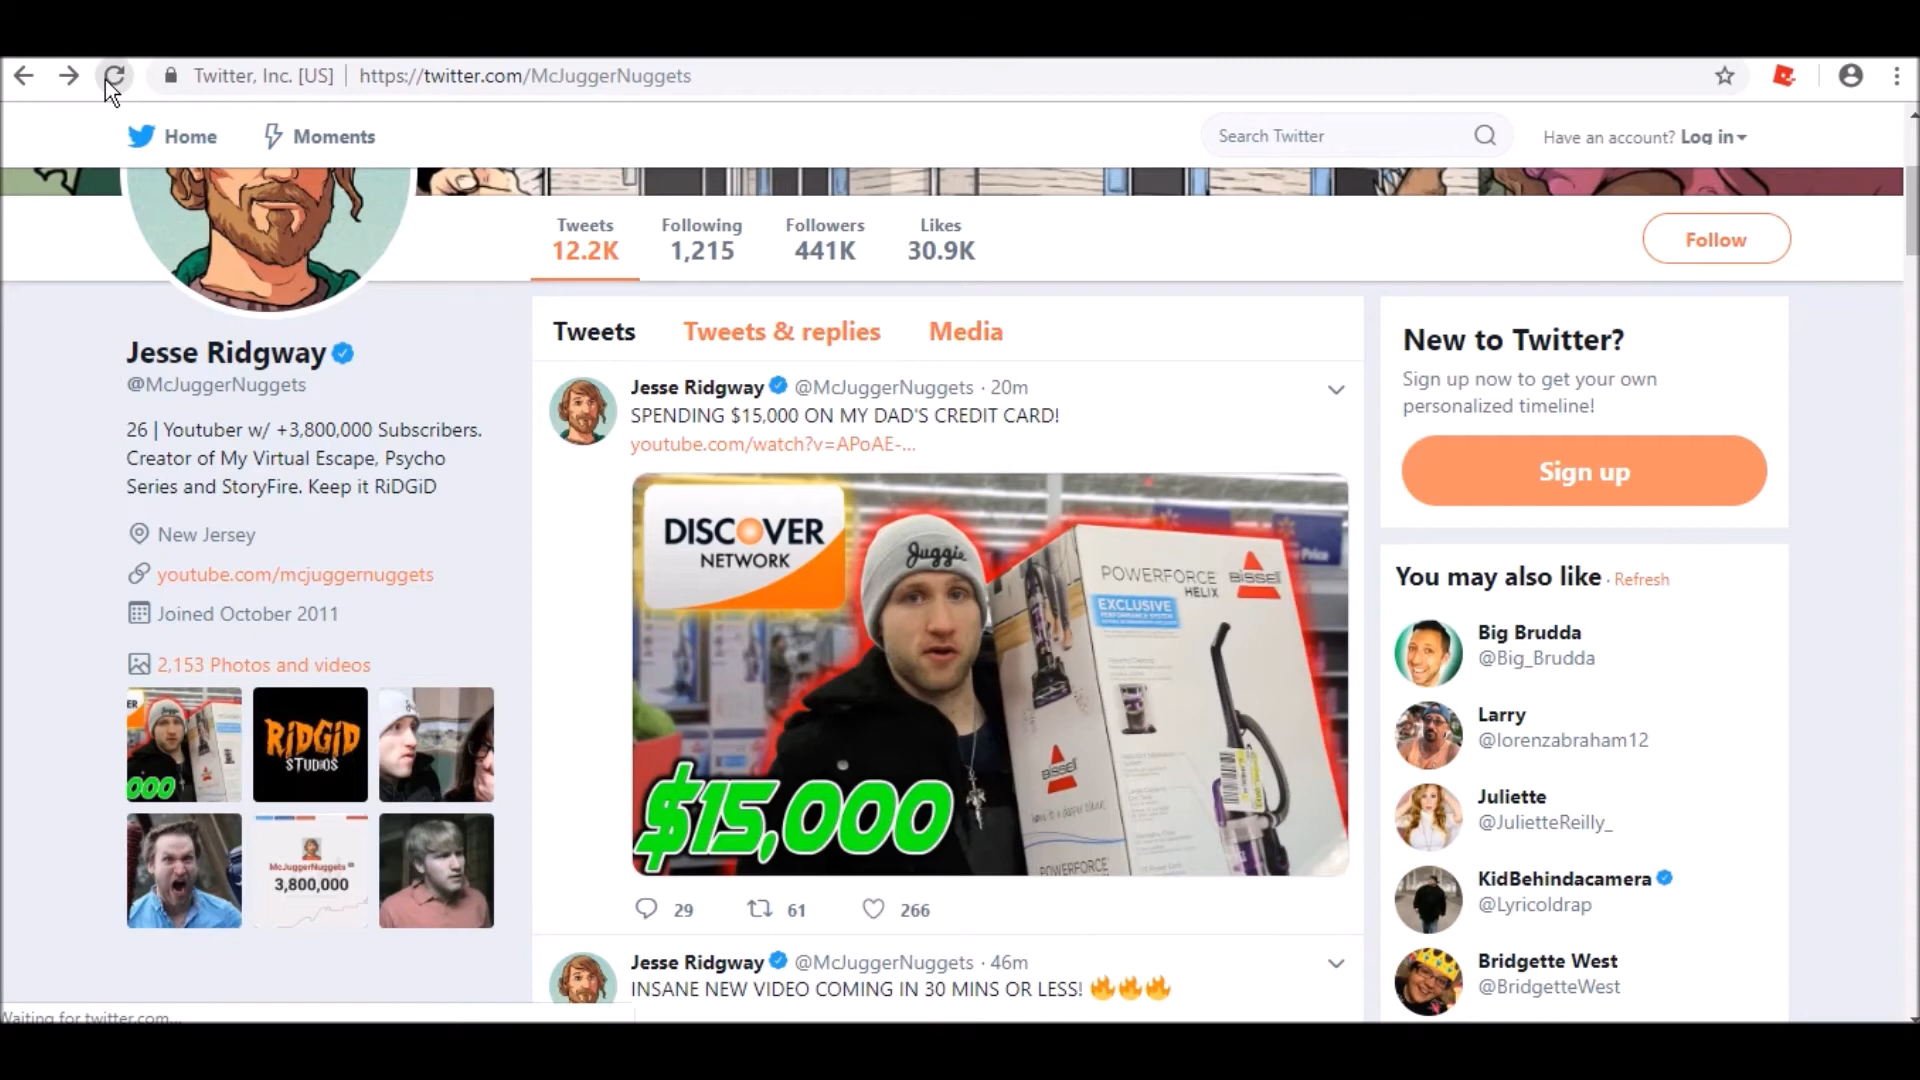 Twitter, Inc. [US] | https://twitter.com/McJuggerNuggets
Home
Moments
Search Twitter
Have an account? Log in
Tweets
12.2K
Following
1,215
Followers
441K
Likes
30.9K
Follow
Jesse Ridgway
@McJuggerNuggets
26 | Youtuber w/ +3,800,000 Subscribers.
Creator of My Virtual Escape, Psycho
Series and StoryFire. Keep it RiDGiD
New Jersey
youtube.com/mcjuggernuggets
Joined October 2011
2,153 Photos and videos
ER
000
RiDGiD
STUDIOS
McJuggerNuggets
3,800,000
Tweets
Tweets & replies
Media
Jesse Ridgway @McJuggerNuggets · 20m
SPENDING $15,000 ON MY DAD'S CREDIT CARD!
youtube.com/watch?v=APoAE-...
DISCOVER
NETWORK
Juggie
Price
POWERFORCE
HELIX
BISSELL
EXCLUSIVE
BISSELL
POWERFORCE
$15,000
29
61
266
Jesse Ridgway @McJuggerNuggets · 46m
INSANE NEW VIDEO COMING IN 30 MINS OR LESS! 🔥🔥🔥
New to Twitter?
Sign up now to get your own
personalized timeline!
Sign up
You may also like · Refresh
Big Brudda
@Big_Brudda
Larry
@lorenzabraham12
Juliette
@JulietteReilly_
KidBehindacamera
@Lyricoldrap
Bridgette West
@BridgetteWest
Waiting for twitter.com...